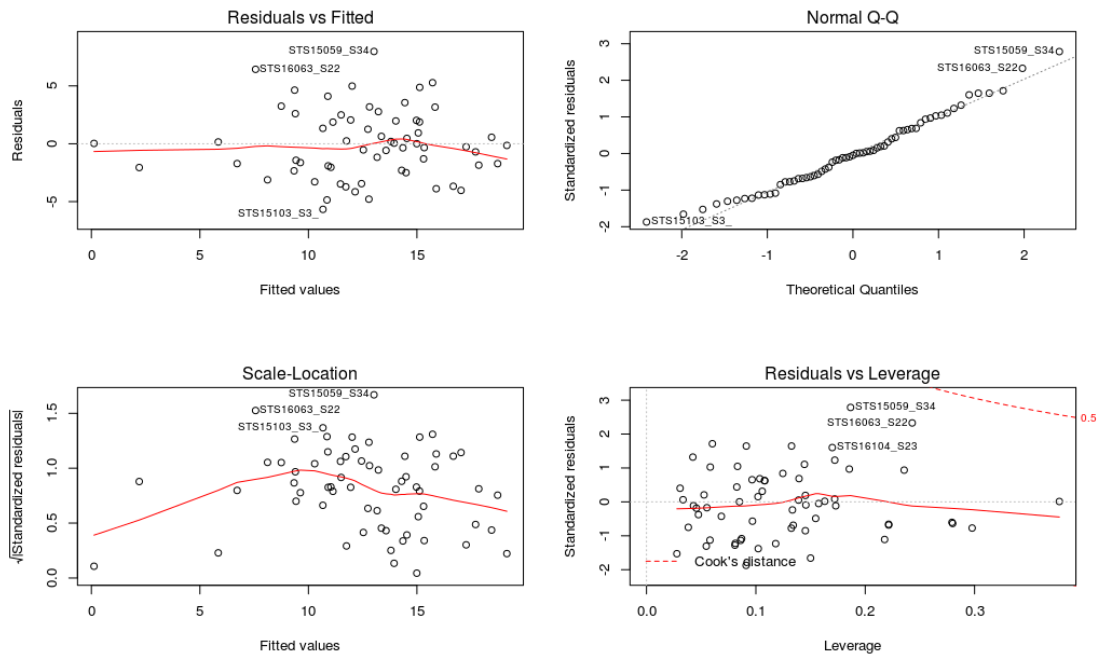 Residuals vs Fitted
Residuals
5
0
-5
STS15059_S34
STS16063_S22
STS15103_S3_
0
5
10
15
Fitted values
Normal Q-Q
Standardized residuals
3
2
1
0
-1
-2
STS15059_S34
STS16063_S22
STS15103_S3_
-2
-1
0
1
2
Theoretical Quantiles
Scale-Location
√|Standardized residuals|
1.5
1.0
0.5
0.0
STS15059_S34
STS16063_S22
STS15103_S3_
0
5
10
15
Fitted values
Residuals vs Leverage
Standardized residuals
3
2
1
0
-1
-2
STS15059_S34
STS16063_S22
STS16104_S23
0.5
Cook's distance
0.0
0.1
0.2
0.3
Leverage